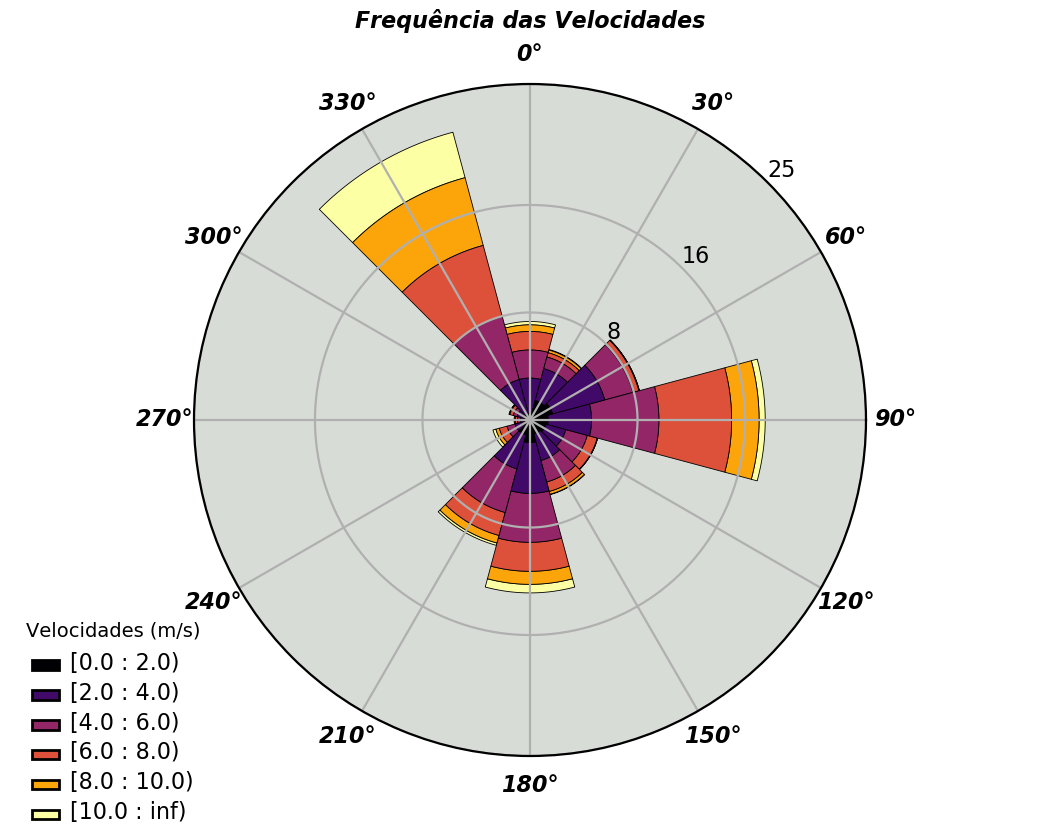 Frequência das Velocidades
0°
330°
30°
25
300°
60°
16
8
270°
90°
240°
120°
210°
150°
180°
Velocidades (m/s)
[0.0 : 2.0)
[2.0 : 4.0)
[4.0 : 6.0)
[6.0 : 8.0)
[8.0 : 10.0)
[10.0 : inf)